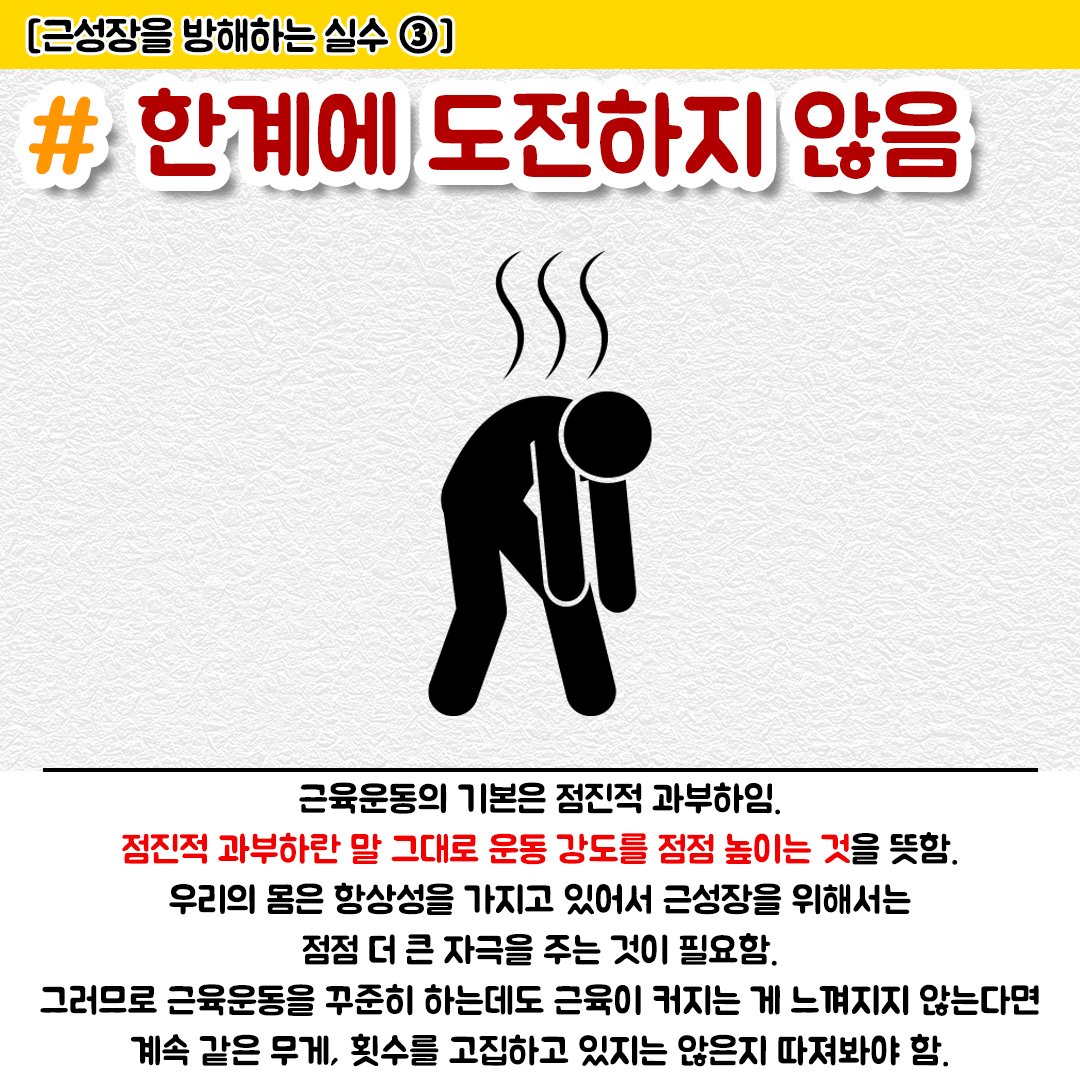 [근성장을 방해하는 실수 ③]
# 한계에 도전하지 않음
근육운동의 기본은 점진적 과부하임.
점진적 과부하란 말 그대로 운동 강도를 점점 높이는 것을 뜻함.
우리의 몸은 항상성을 가지고 있어서 근성장을 위해서는
점점 더 큰 자극을 주는 것이 필요함.
그러므로 근육운동을 꾸준히 하는데도 근육이 커지는 게 느껴지지 않는다면
계속 같은 무게, 횟수를 고집하고 있지는 않은지 따져봐야 함.